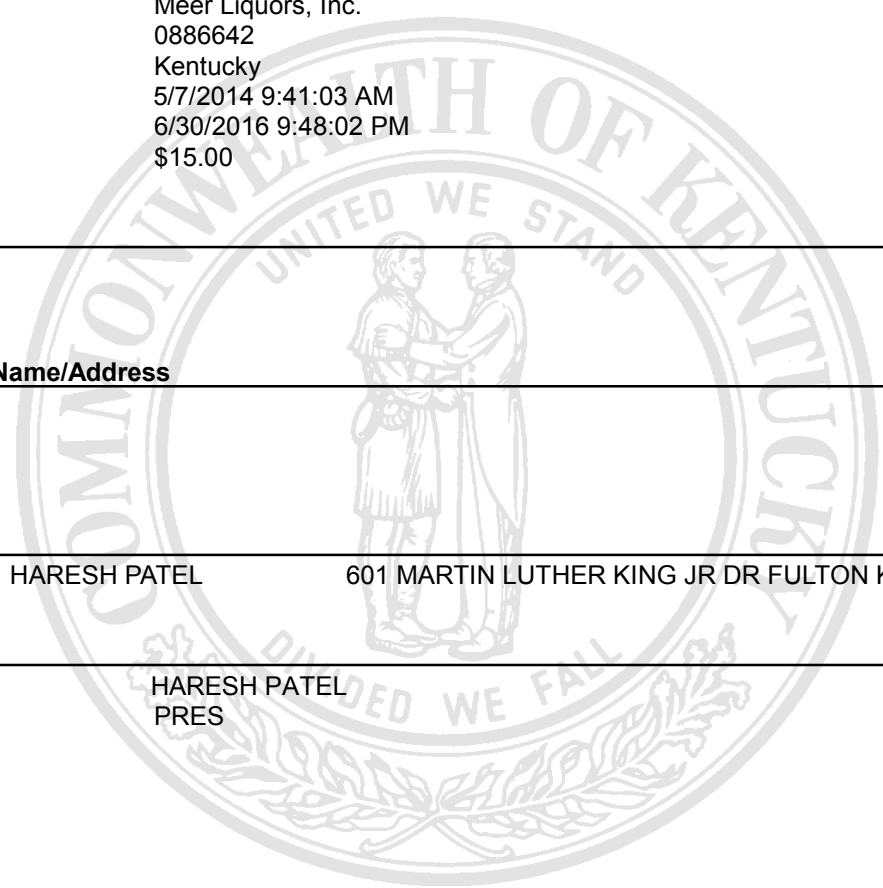 Meer Liquors, Inc.
0886642
Kentucky
5/7/2014 9:41:03 AM
6/30/2016 9:48:02 PM
$15.00
COMMONWEALTH OF KENTUCKY
UNITED WE STAND
Name/Address
HARESH PATEL 601 MARTIN LUTHER KING JR DR FULTON K
DIVIDED WE FALL
HARESH PATEL
PRES